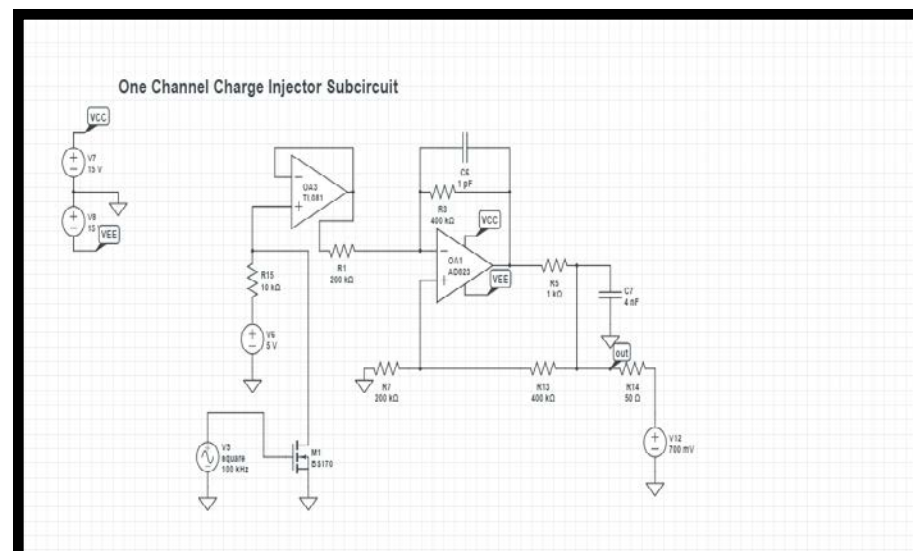 One Channel Charge Injector Subcircuit
VCC
V7
15 V
V8
15
VEE
OA3
TL081
R15
10 kΩ
V6
5 V
R1
200 kΩ
C6
1 pF
R3
400 kΩ
VCC
OA1
VEE
R5
1 kΩ
C7
4 nF
out
R7
200 kΩ
R13
400 kΩ
R14
50 Ω
V12
700 mV
square
100 kHz
M1
BS170